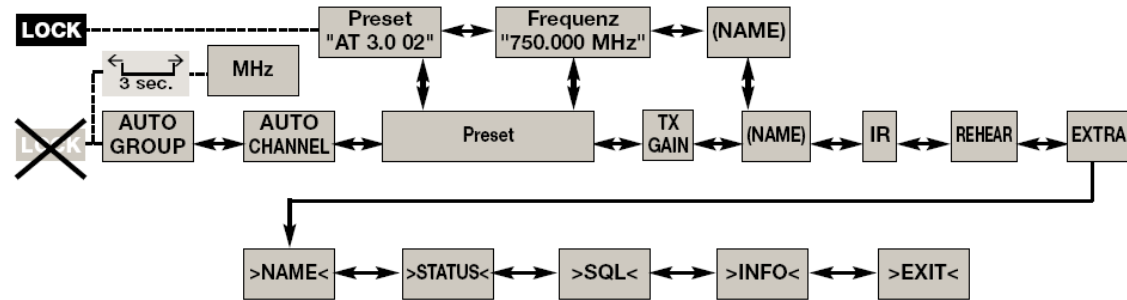 LOCK
Preset
"AT 3.0 02"
Frequenz
"750.000 MHz"
(NAME)
3 sec.
MHz
LOCK
AUTO
GROUP
AUTO
CHANNEL
Preset
TX
GAIN
(NAME)
IR
REHEAR
EXTRA
>NAME<
>STATUS<
>SQL<
>INFO<
>EXIT<